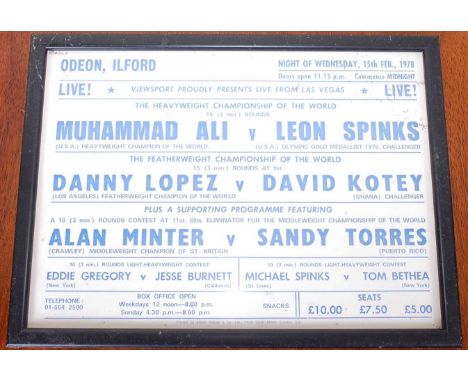 ODEON, ILFORD
NIGHT OF WEDNESDAY, 15th FEB., 1978
Doors open 11.15 p.m. Commence MIDNIGHT
LIVE! ★ VIEWSPORT PROUDLY PRESENTS LIVE FROM LAS VEGAS ★ LIVE!
THE HEAVYWEIGHT CHAMPIONSHIP OF THE WORLD
15 (3 min.) ROUNDS
MUHAMMAD ALI v LEON SPINKS
(U.S.A.) HEAVYWEIGHT CHAMPION OF THE WORLD (U.S.A.) OLYMPIC GOLD MEDALLIST 1976. CHALLENGER
THE FEATHERWEIGHT CHAMPIONSHIP OF THE WORLD
15 (3 min.) ROUNDS at 9st.
DANNY LOPEZ v DAVID KOTEY
(LOS ANGELES) FEATHERWEIGHT CHAMPION OF THE WORLD (GHANA) CHALLENGER
PLUS A SUPPORTING PROGRAMME FEATURING
A 10 (3 min.) ROUNDS CONTEST AT 11st. 6lbs. ELIMINATOR FOR THE MIDDLEWEIGHT CHAMPIONSHIP OF THE WORLD
ALAN MINTER v SANDY TORRES
(CRAWLEY) MIDDLEWEIGHT CHAMPION OF GT. BRITAIN (PUERTO RICO)
10 (3 min.) ROUNDS LIGHT-HEAVYWEIGHT CONTEST
EDDIE GREGORY v JESSE BURNETT
(New York) (California)
10 (3 min.) ROUNDS LIGHT-HEAVYWEIGHT CONTEST
MICHAEL SPINKS v TOM BETHEA
(St. Louis) (New York)
TELEPHONE:
01-554 2500
BOX OFFICE OPEN
Weekdays 12 noon—8.00 p.m.
Sunday 4.30 p.m.—8.00 p.m.
SNACKS
SEATS
£10.00 £7.50 £5.00